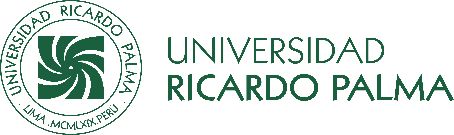 UNIVERSIDAD RICARDO PALMA
LIMA .MCMLXIX.PERU
UNIVERSIDAD
RICARDO PALMA